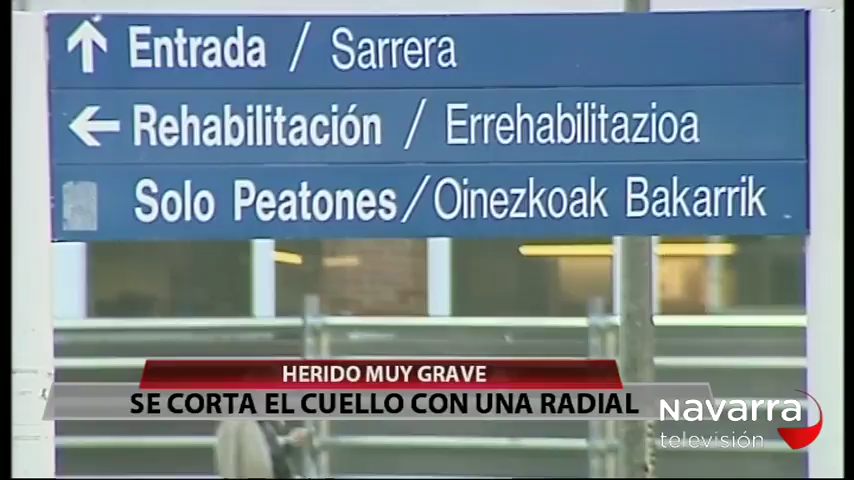 Entrada / Sarrera
Rehabilitación / Errehabilitazioa
Solo Peatones / Oinezkoak Bakarrik
HERIDO MUY GRAVE
SE CORTA EL CUELLO CON UNA RADIAL
Navarra
televisión